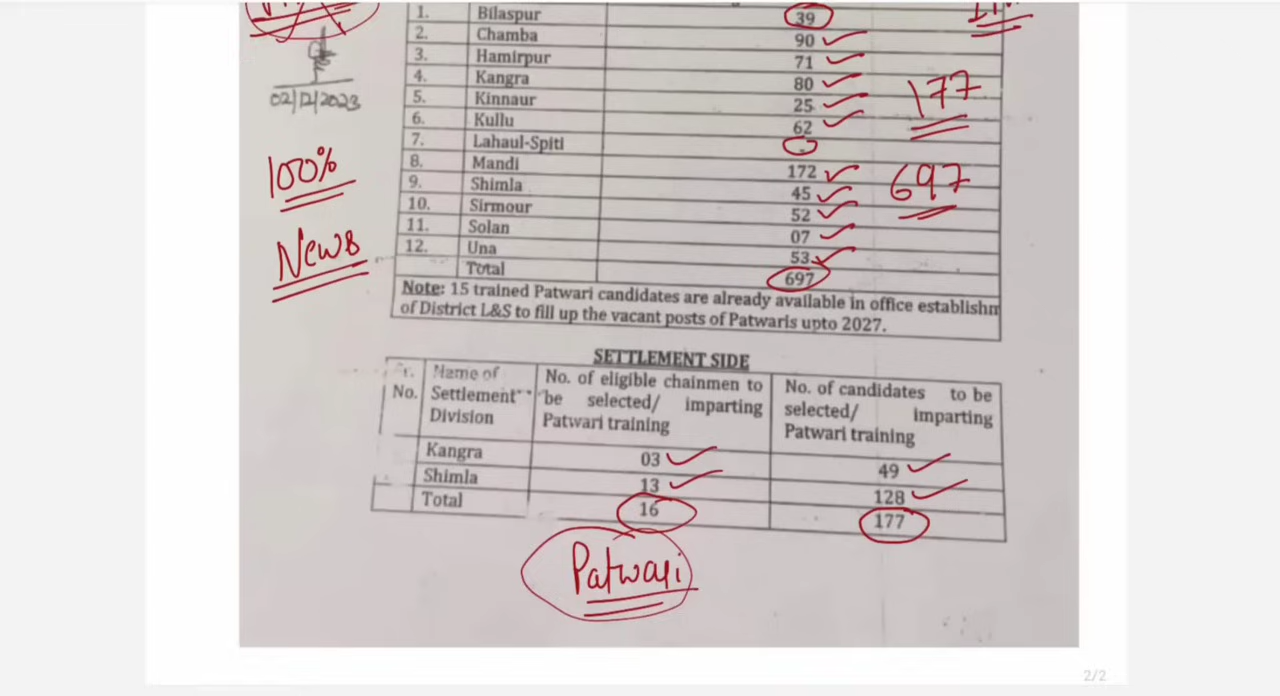 1. Bilaspur 39
2. Chamba 90
3. Hamirpur 71
4. Kangra 80
5. Kinnaur 25
6. Kullu 62
7. Lahaul-Spiti -
8. Mandi 172
9. Shimla 45
10. Sirmour 52
11. Solan 07
12. Una 53
Total 697
02/12/2023
177
100%
697
News
Note: 15 trained Patwari candidates are already available in office establishm
of District L&S to fill up the vacant posts of Patwaris upto 2027.
SETTLEMENT SIDE
No. Name of Settlement Division
No. of eligible chainmen to
be selected/ imparting
Patwari training
No. of candidates to be
selected/ imparting
Patwari training
Kangra 03 49
Shimla 13 128
Total 16 177
Patwari
2/2